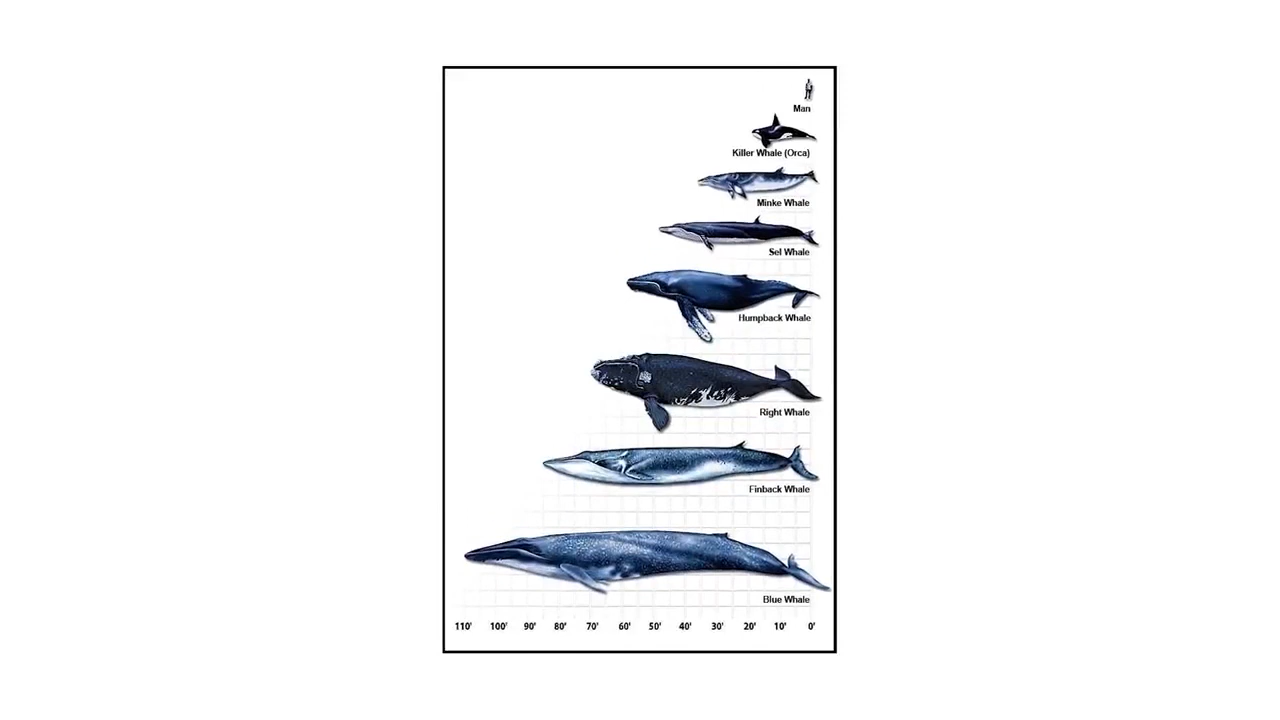 Man
Killer Whale (Orca)
Minke Whale
Sel Whale
Humpback Whale
Right Whale
Finback Whale
Blue Whale
110' 100' 90' 80' 70' 60' 50' 40' 30' 20' 10' 0'